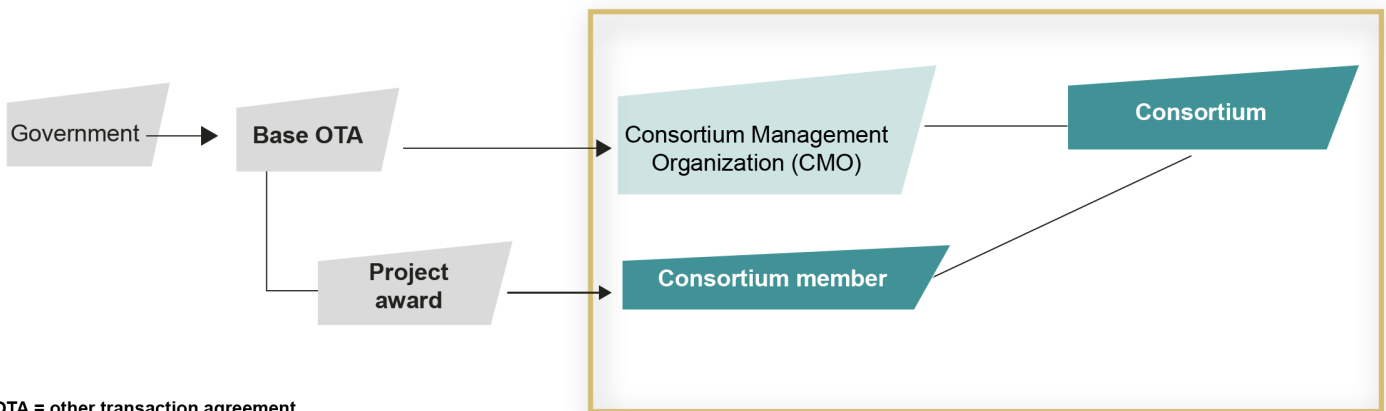 Government
Base OTA
Consortium Management
Organization (CMO)
Consortium
Project
award
Consortium member
OTA = other transaction agreement